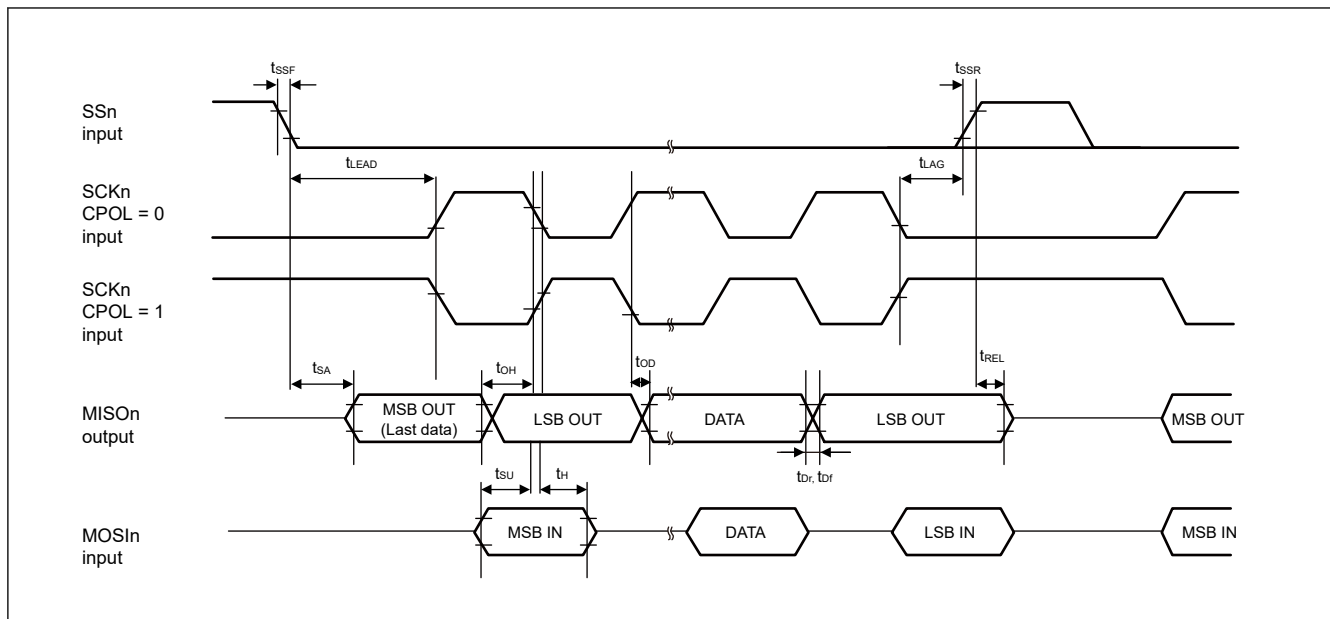 tSSF
tSSR
SSn
input
tLEAD
tLAG
SCKn
CPOL = 0
input
SCKn
CPOL = 1
input
tSA
tOH
tOD
tREL
MISOn
output
MSB OUT
(Last data)
LSB OUT
DATA
LSB OUT
MSB OUT
tSU
tH
tDr, tDf
MOSIn
input
MSB IN
DATA
LSB IN
MSB IN